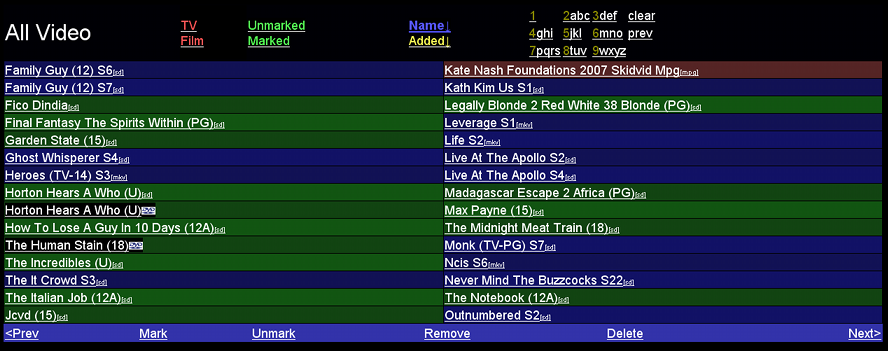 All Video
TV
Film
Unmarked
Marked
Name↓
Added↓
1 2abc 3def clear
4ghi 5jkl 6mno prev
7pqrs 8tuv 9wxyz
Family Guy (12) S6[sd]
Family Guy (12) S7[sd]
Fico Dindia[sd]
Final Fantasy The Spirits Within (PG)[sd]
Garden State (15)[sd]
Ghost Whisperer S4[sd]
Heroes (TV-14) S3[mkv]
Horton Hears A Who (U)[sd]
Horton Hears A Who (U)
How To Lose A Guy In 10 Days (12A)[sd]
The Human Stain (18)
The Incredibles (U)[sd]
The It Crowd S3[sd]
The Italian Job (12A)[sd]
Jcvd (15)[sd]
Kate Nash Foundations 2007 Skidvid Mpg[mpg]
Kath Kim Us S1[sd]
Legally Blonde 2 Red White 38 Blonde (PG)[sd]
Leverage S1[mkv]
Life S2[mkv]
Live At The Apollo S2[sd]
Live At The Apollo S4[sd]
Madagascar Escape 2 Africa (PG)[sd]
Max Payne (15)[sd]
The Midnight Meat Train (18)[sd]
Monk (TV-PG) S7[sd]
Ncis S6[mkv]
Never Mind The Buzzcocks S22[sd]
The Notebook (12A)[sd]
Outnumbered S2[sd]
<Prev Mark Unmark Remove Delete Next>